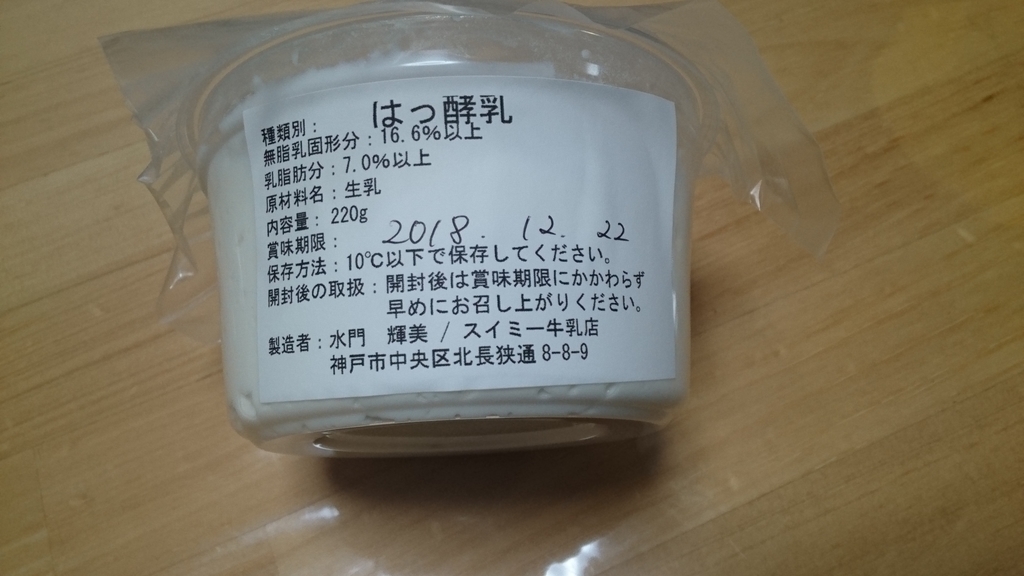 種類別： はっ酵乳
無脂乳固形分：16.6%以上
乳脂肪分：7.0%以上
原材料名：生乳
内容量：220g
賞味期限： 2018. 12. 22
保存方法：10℃以下で保存してください。
開封後の取扱：開封後は賞味期限にかかわらず
早めにお召し上がりください。
製造者：水門 輝美 / スイミー牛乳店
神戸市中央区北長狭通 8-8-9